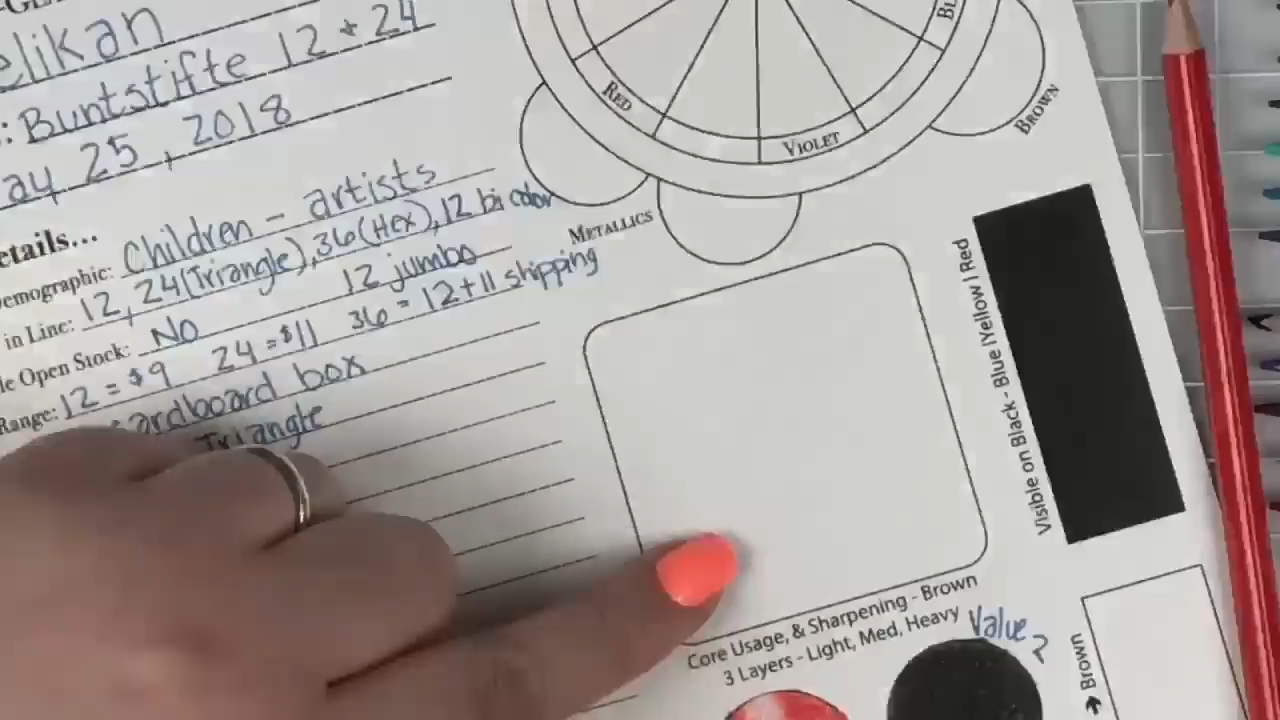 elikan
: Buntstifte 12 + 24
ay 25, 2018
etails...
emographic: Children - artists
in Line: 12, 24(Triangle), 36(Hex), 12 bi color
12 jumbo
le Open Stock: No
Range: 12 = $9 24 = $11 36 = 12+11 shipping
ardboard box
Triangle
RED
VIOLET
BL
BROWN
METALLICS
Visible on Black - Blue /Yellow /Red
Core Usage, & Sharpening - Brown
3 Layers - Light, Med, Heavy
Value
?
→ Brown